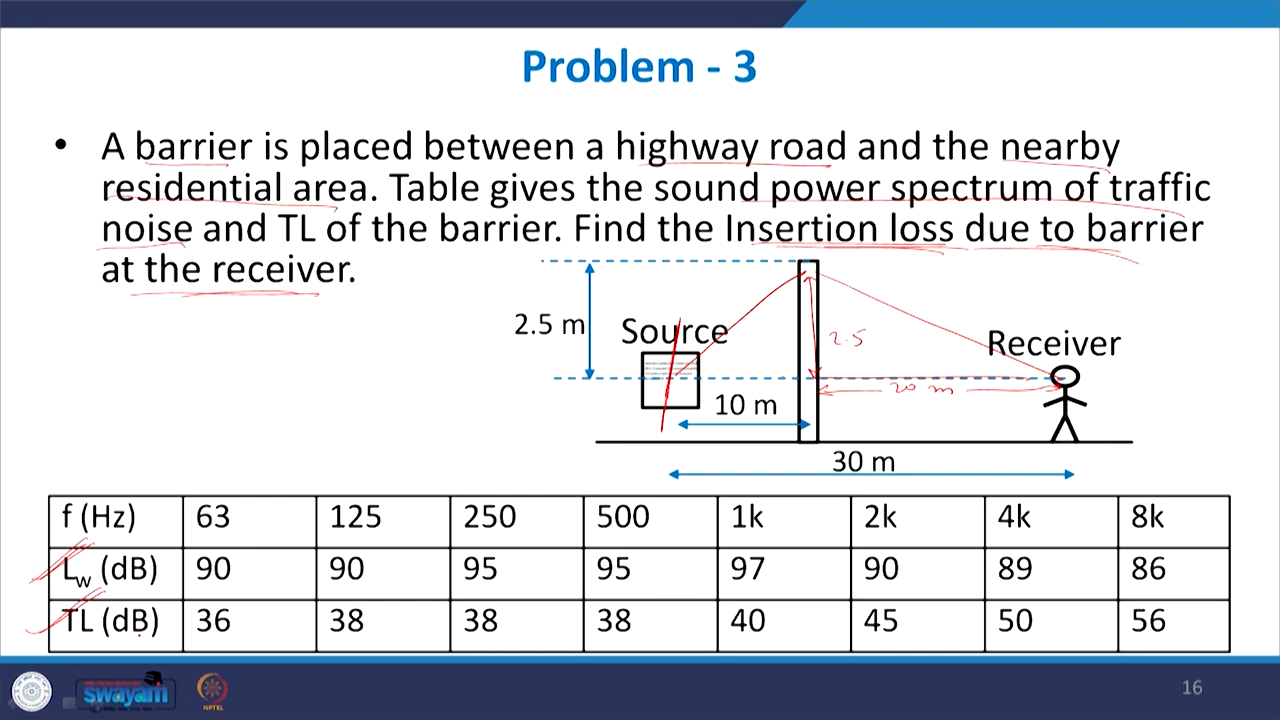 Problem - 3
• A barrier is placed between a highway road and the nearby
residential area. Table gives the sound power spectrum of traffic
noise and TL of the barrier. Find the Insertion loss due to barrier
at the receiver.
2.5 m
Source
2.5
Receiver
20 m
10 m
30 m
f (Hz) 63 125 250 500 1k 2k 4k 8k
Lw (dB) 90 90 95 95 97 90 89 86
TL (dB) 36 38 38 38 40 45 50 56
swayam
NPTEL
16